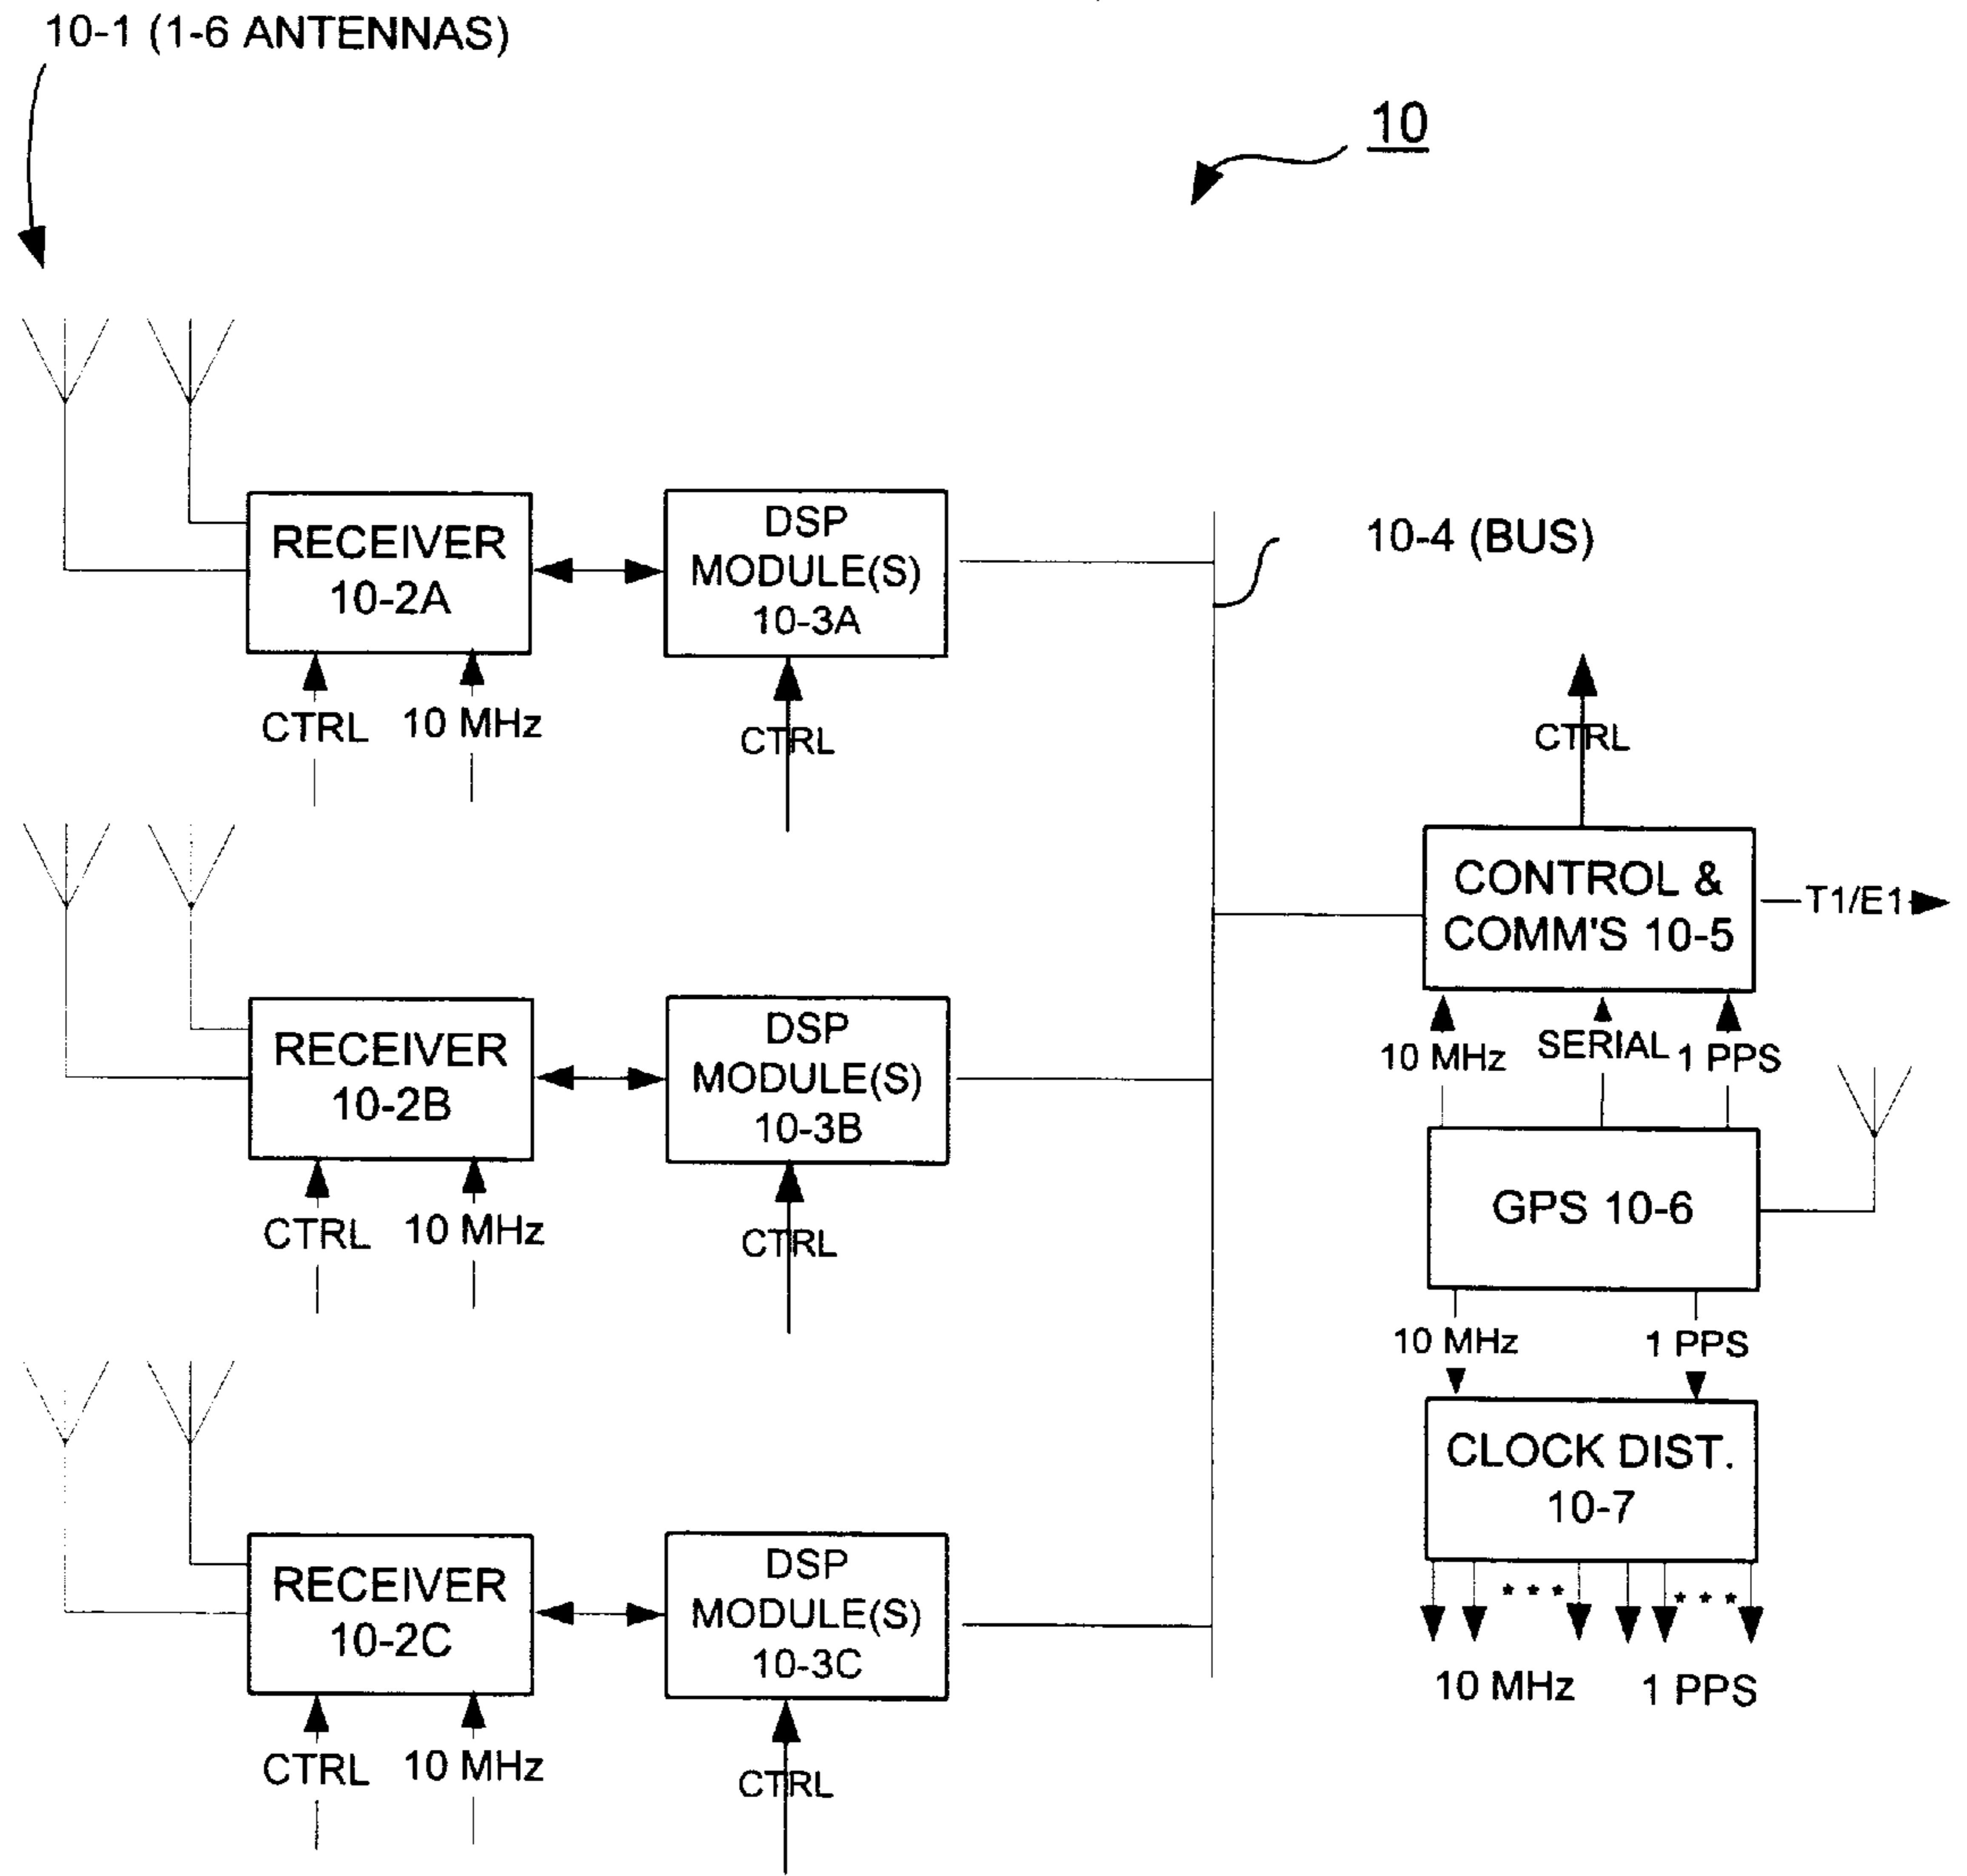 10-1 (1-6 ANTENNAS)
10
RECEIVER
10-2A
DSP
MODULE(S)
10-3A
10-4 (BUS)
CTRL
10 MHz
CTRL
CTRL
CONTROL &
COMM'S 10-5
T1/E1
RECEIVER
10-2B
DSP
MODULE(S)
10-3B
10 MHz
SERIAL
1 PPS
CTRL
10 MHz
CTRL
GPS 10-6
10 MHz
1 PPS
CLOCK DIST.
10-7
* * *
* * *
10 MHz
1 PPS
RECEIVER
10-2C
DSP
MODULE(S)
10-3C
CTRL
10 MHz
CTRL